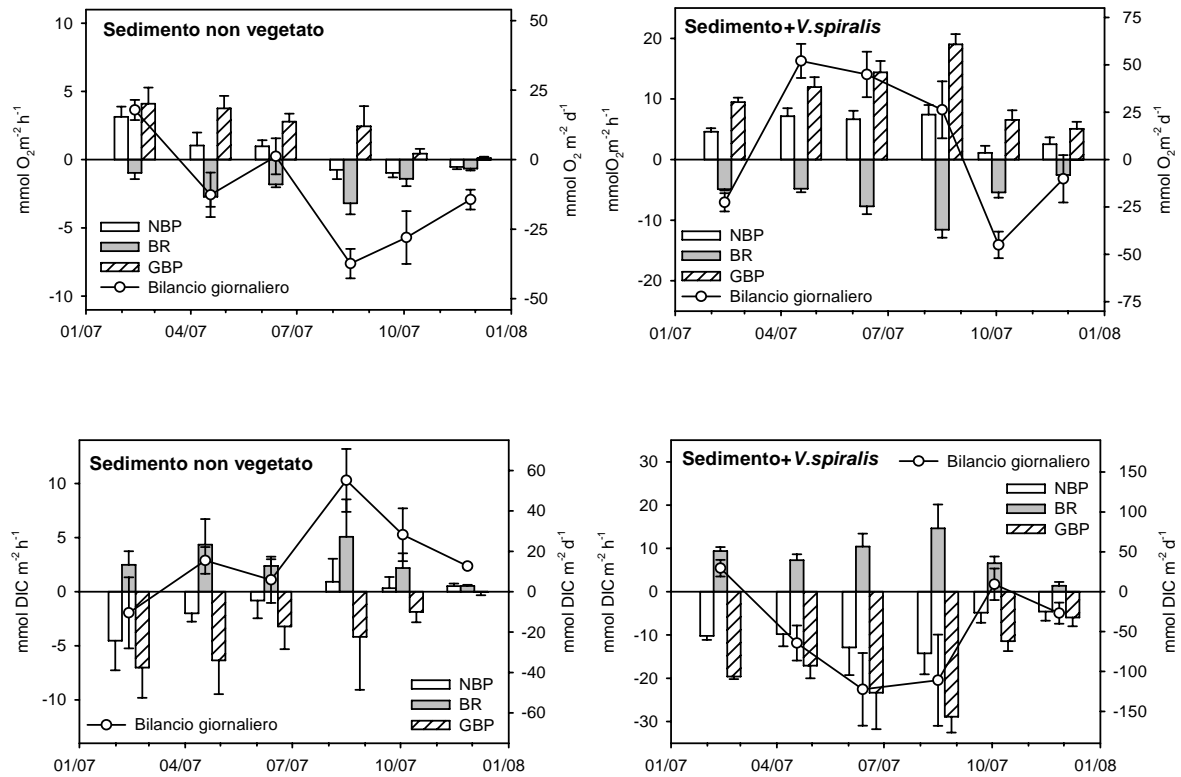 Sedimento non vegetato
10
5
0
-5
-10
mmol O2m-2 h-1
50
25
0
-25
-50
mmol O2m-2 d-1
NBP
BR
GBP
Bilancio giornaliero
01/07 04/07 07/07 10/07 01/08
Sedimento+V.spiralis
20
10
0
-10
-20
mmolO2m-2h-1
75
50
25
0
-25
-50
-75
mmol O2m-2 d-1
NBP
BR
GBP
Bilancio giornaliero
01/07 04/07 07/07 10/07 01/08
Sedimento non vegetato
10
5
0
-5
-10
mmol DIC m-2 h-1
60
40
20
0
-20
-40
-60
mmol DIC m-2 d-1
NBP
BR
GBP
Bilancio giornaliero
01/07 04/07 07/07 10/07 01/08
Sedimento+V.spiralis
Bilancio giornaliero
NBP
BR
GBP
30
20
10
0
-10
-20
-30
mmol DIC m-2 h-1
150
100
50
0
-50
-100
-150
mmol DIC m-2 d-1
01/07 04/07 07/07 10/07 01/08